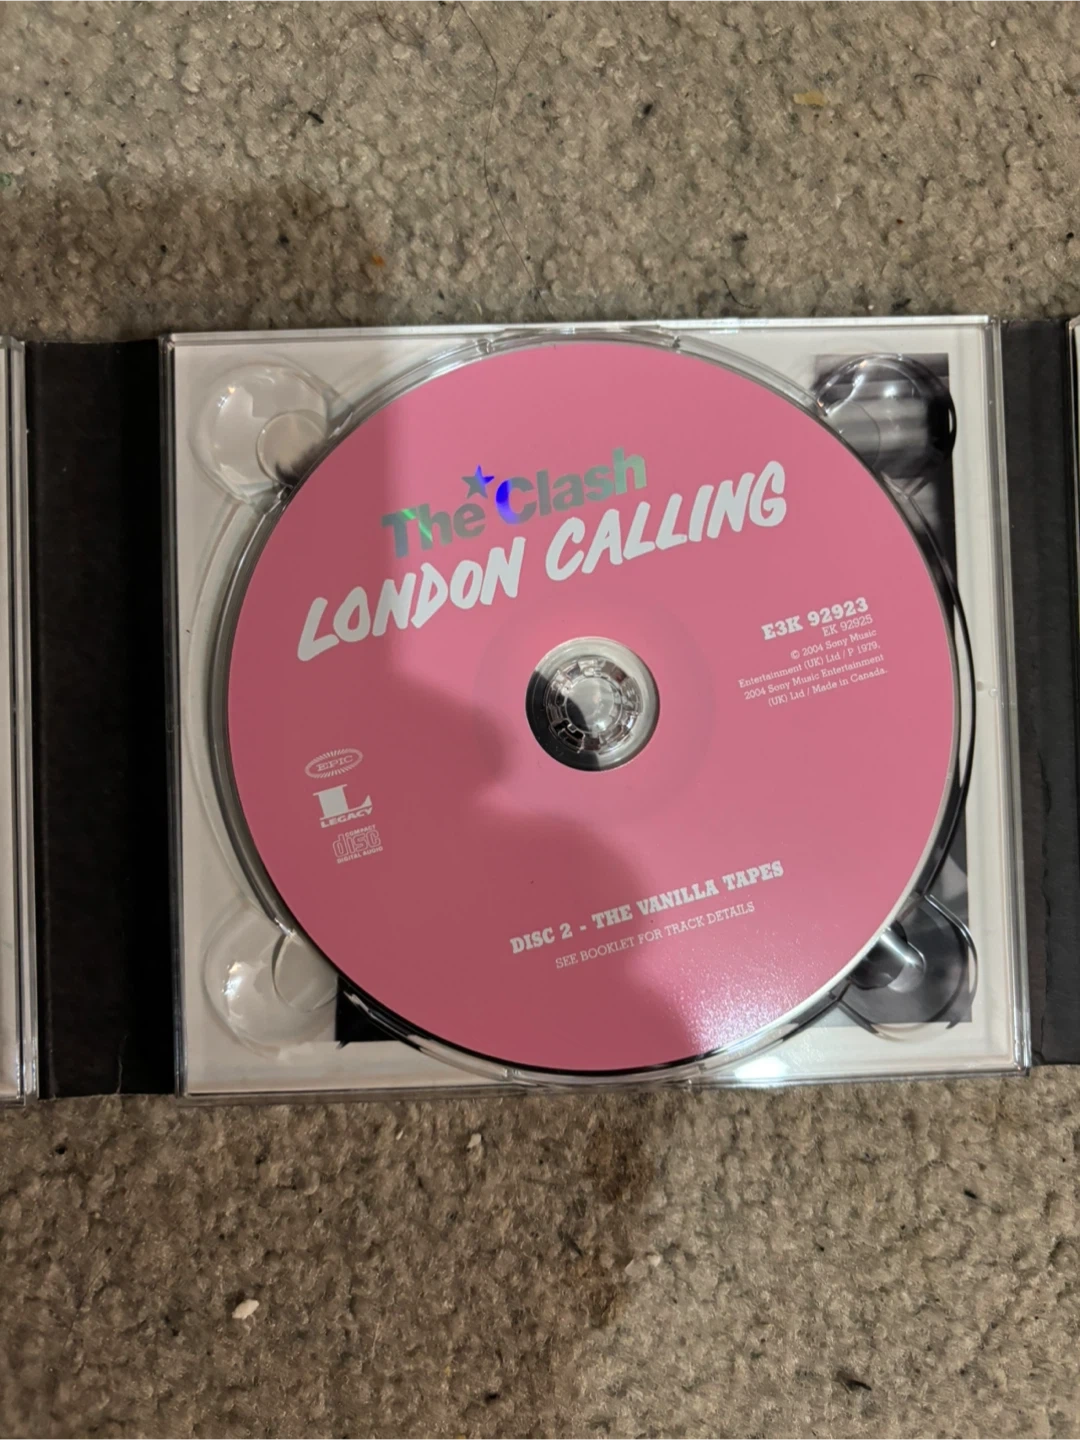 The Clash
LONDON CALLING
E3K 92923
EK 92925
© 2004 Sony Music
Entertainment (UK) Ltd / P 1979,
2004 Sony Music Entertainment
(UK) Ltd / Made in Canada.
EPIC
L
LEGACY
COMPACT
disc
DIGITAL AUDIO
DISC 2 - THE VANILLA TAPES
SEE BOOKLET FOR TRACK DETAILS